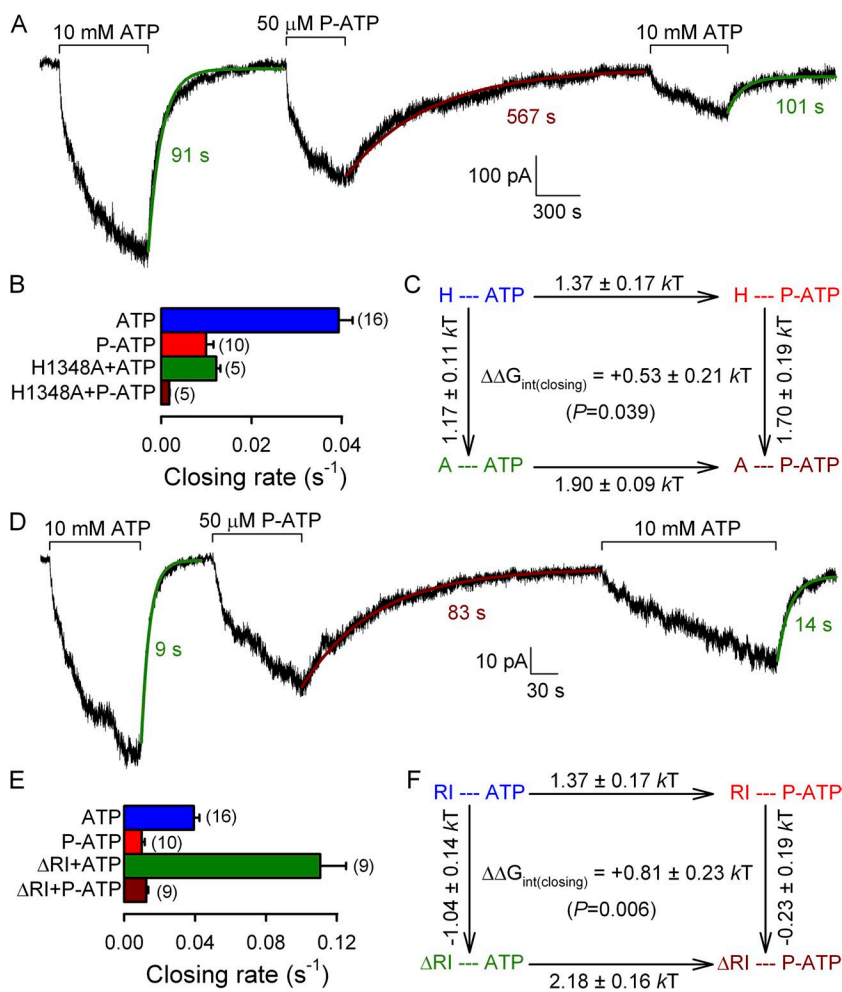 A
10 mM ATP
50 μM P-ATP
10 mM ATP
91 s
567 s
101 s
100 pA
300 s
B
ATP
(16)
P-ATP
(10)
H1348A+ATP
(5)
H1348A+P-ATP
(5)
0.00 0.02 0.04
Closing rate (s⁻¹)
C
H --- ATP
1.37 ± 0.17 kT
H --- P-ATP
1.17 ± 0.11 kT
ΔΔGint(closing) = +0.53 ± 0.21 kT
(P=0.039)
1.70 ± 0.19 kT
A --- ATP
1.90 ± 0.09 kT
A --- P-ATP
D
10 mM ATP
50 μM P-ATP
10 mM ATP
9 s
83 s
14 s
10 pA
30 s
E
ATP
(16)
P-ATP
(10)
ΔRI+ATP
(9)
ΔRI+P-ATP
(9)
0.00 0.04 0.08 0.12
Closing rate (s⁻¹)
F
RI --- ATP
1.37 ± 0.17 kT
RI --- P-ATP
-1.04 ± 0.14 kT
ΔΔGint(closing) = +0.81 ± 0.23 kT
(P=0.006)
-0.23 ± 0.19 kT
ΔRI --- ATP
2.18 ± 0.16 kT
ΔRI --- P-ATP